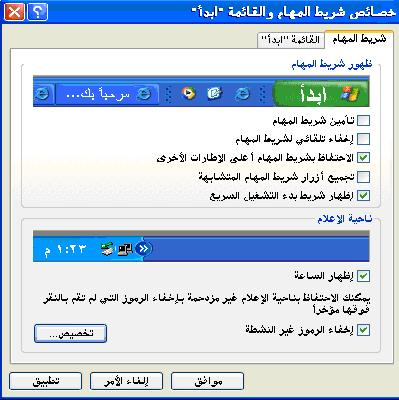 خصائص شريط المهام والقائمة "ابدأ"
شريط المهام
القائمة "ابدأ"
ظهور شريط المهام
ابدأ
مرحباً بك...
تأمين شريط المهام
إخفاء تلقائي لشريط المهام
الاحتفاظ بشريط المهام أعلى الإطارات الأخرى
تجميع أزرار شريط المهام المتشابهة
إظهار شريط بدء التشغيل السريع
ناحية الإعلام
١:٢٣ م
إظهار الساعة
يمكنك الاحتفاظ بناحية الإعلام غير مزدحمة بإخفاء الرموز التي لم تقم بالنقر
فوقها مؤخراً
إخفاء الرموز غير النشطة
تخصيص...
موافق
إلغاء الأمر
تطبيق